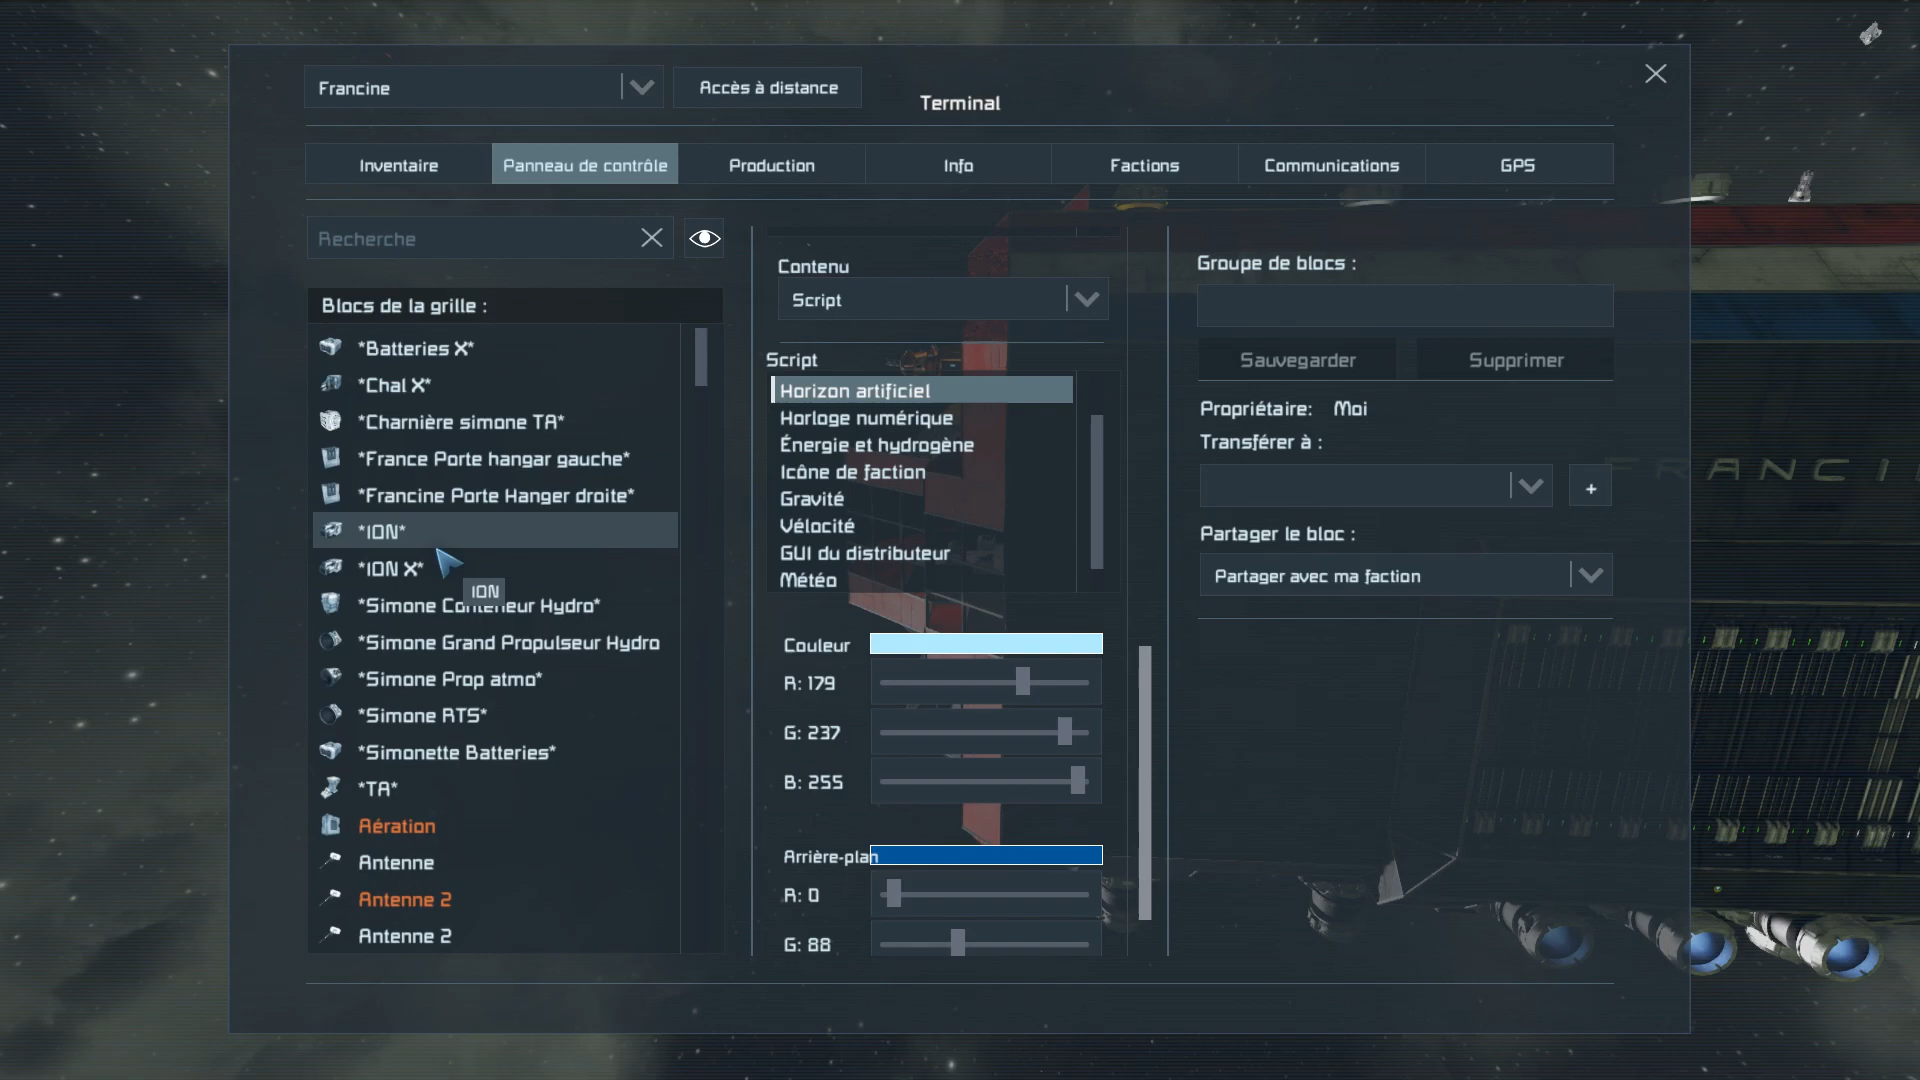 Francine
Accès à distance
Terminal
Inventaire
Panneau de contrôle
Production
Info
Factions
Communications
GPS
Recherche
Blocs de la grille :
*Batteries X*
*Chal X*
*Charnière simone TA*
*France Porte hangar gauche*
*Francine Porte Hanger droite*
*ION*
*ION X*
ION
*Simone Conteneur Hydro*
*Simone Grand Propulseur Hydro
*Simone Prop atmo*
*Simone RTS*
*Simonette Batteries*
*TA*
Aération
Antenne
Antenne 2
Antenne 2
Contenu
Script
Script
Horizon artificiel
Horloge numérique
Énergie et hydrogène
Icône de faction
Gravité
Vélocité
GUI du distributeur
Météo
Couleur
R: 179
G: 237
B: 255
Arrière-plan
R: 0
G: 88
Groupe de blocs :
Sauvegarder
Supprimer
Propriétaire: Moi
Transférer à :
+
Partager le bloc :
Partager avec ma faction
FRANCI